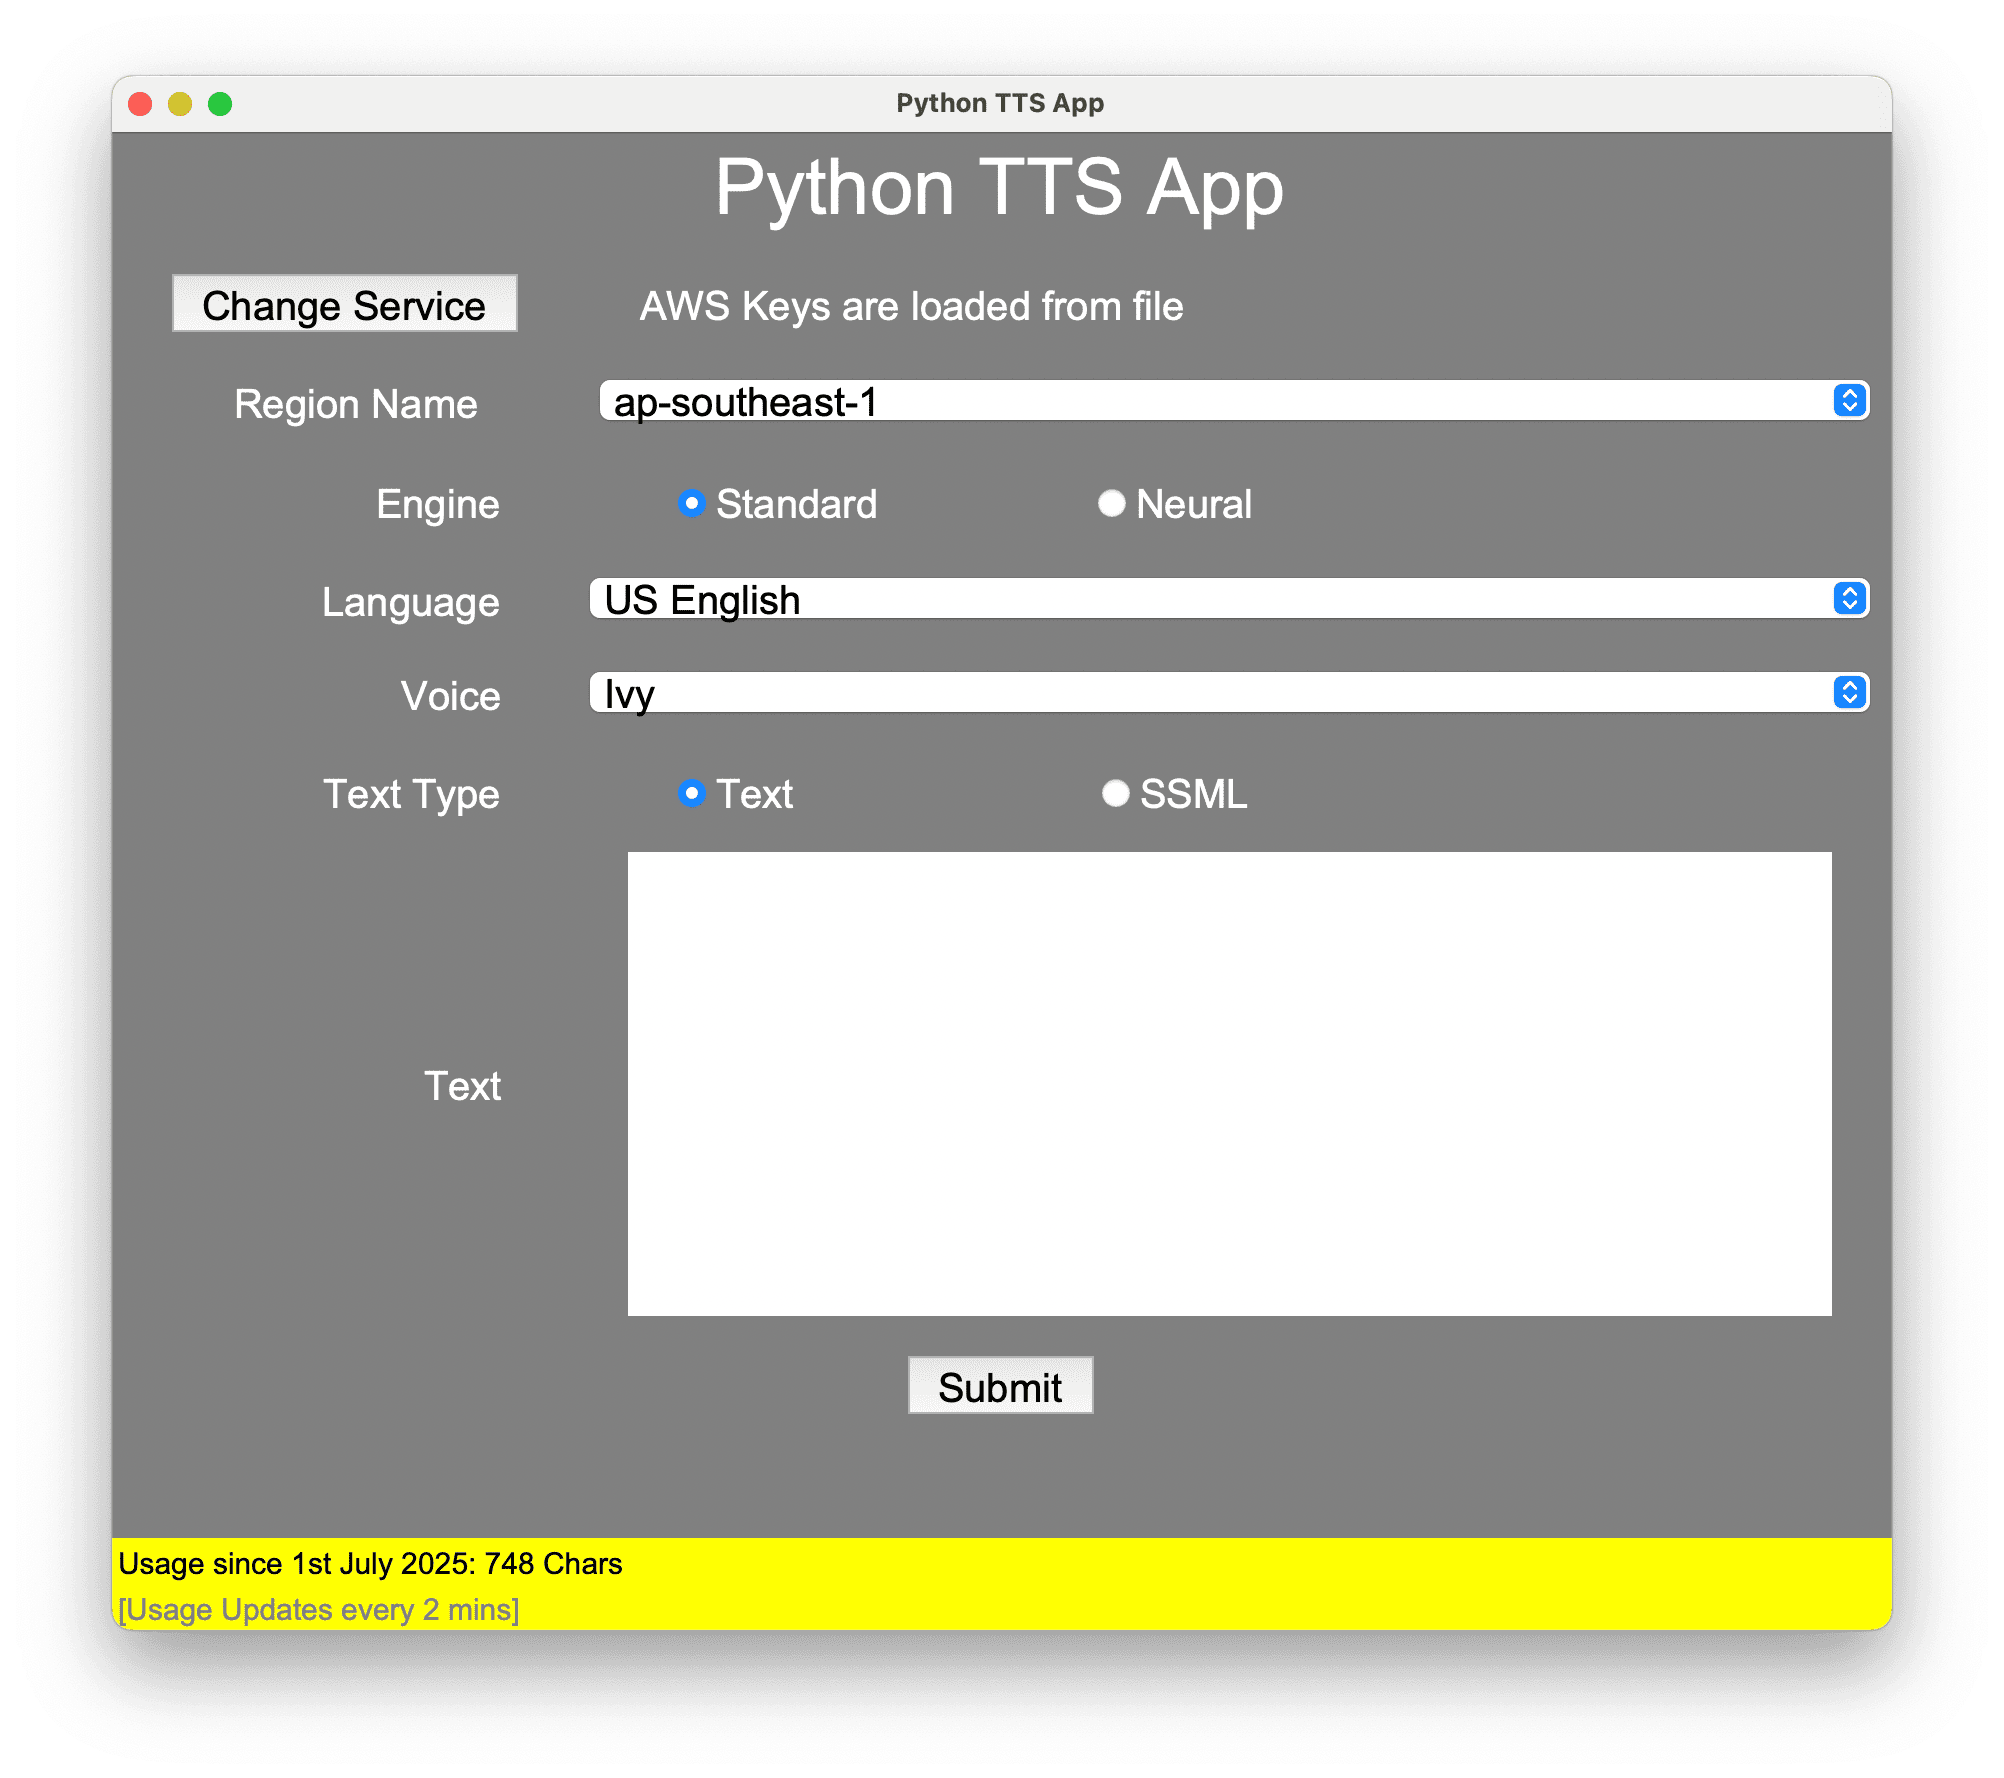 Python TTS App
Python TTS App
Change Service
AWS Keys are loaded from file
Region Name
ap-southeast-1
Engine
Standard
Neural
Language
US English
Voice
Ivy
Text Type
Text
SSML
Text
Submit
Usage since 1st July 2025: 748 Chars
[Usage Updates every 2 mins]